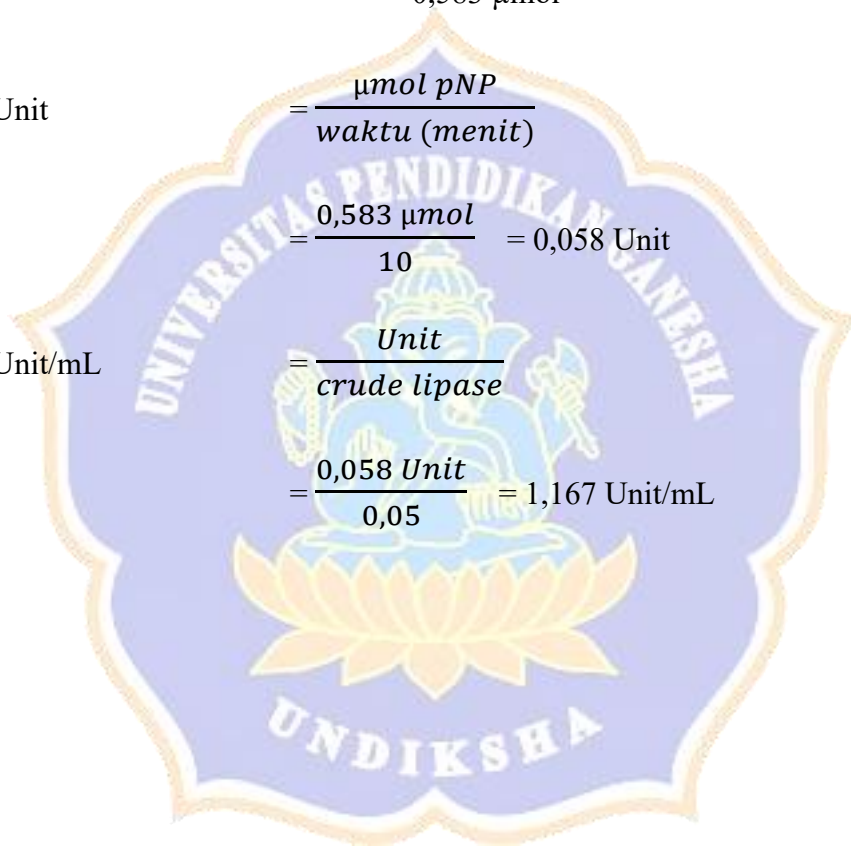 0,583 µmol
Unit = µmol pNP / waktu (menit)
= 0,583 µmol / 10 = 0,058 Unit
Unit/mL = Unit / crude lipase
= 0,058 Unit / 0,05 = 1,167 Unit/mL
UNIVERSITAS PENDIDIKAN GANESHA
UNDIKSHA